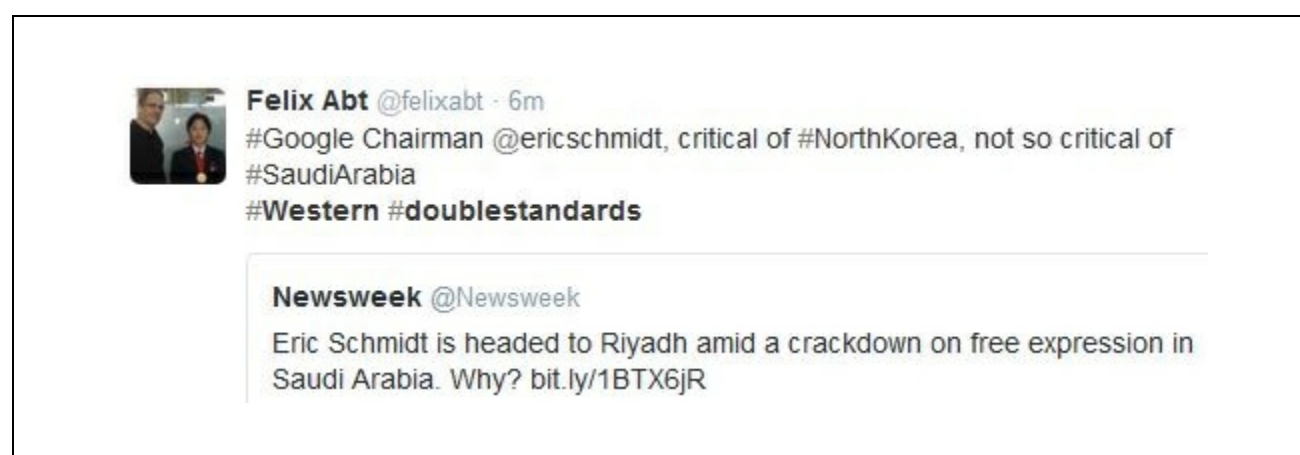 Felix Abt @felixabt · 6m
#Google Chairman @ericschmidt, critical of #NorthKorea, not so critical of
#SaudiArabia
#Western #doublestandards
Newsweek @Newsweek
Eric Schmidt is headed to Riyadh amid a crackdown on free expression in
Saudi Arabia. Why? bit.ly/1BTX6jR